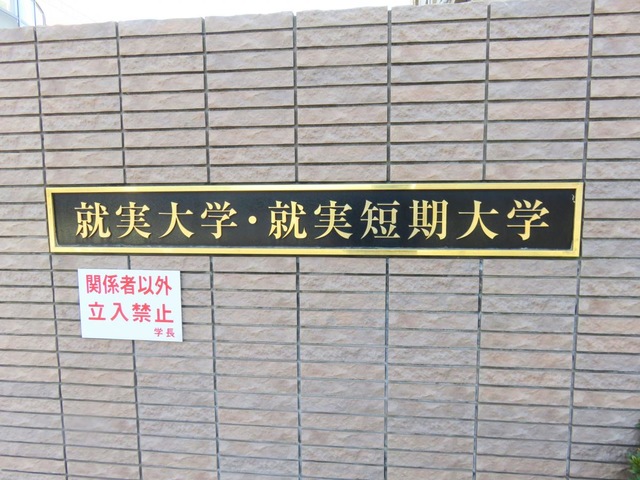 就実大学・就実短期大学
関係者以外
立入禁止
学長